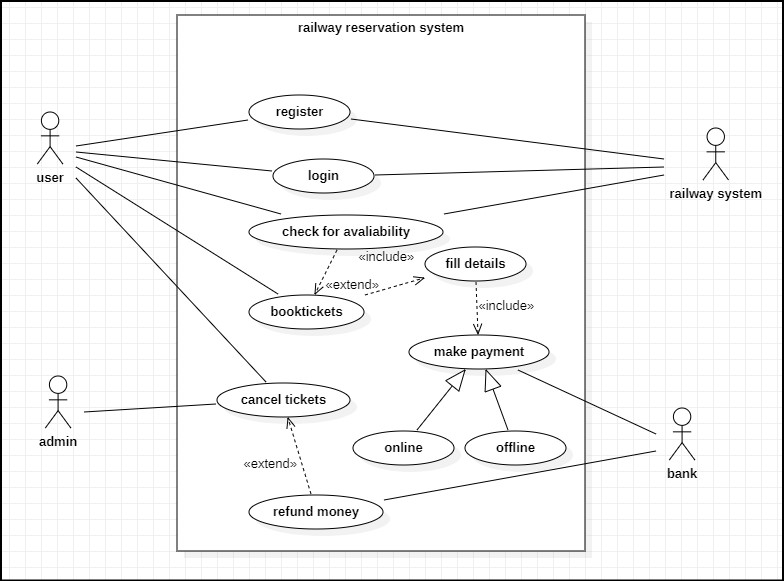 railway reservation system
register
user
login
railway system
check for avaliability
«include»
fill details
«extend»
booktickets
«include»
make payment
cancel tickets
admin
online
offline
«extend»
bank
refund money